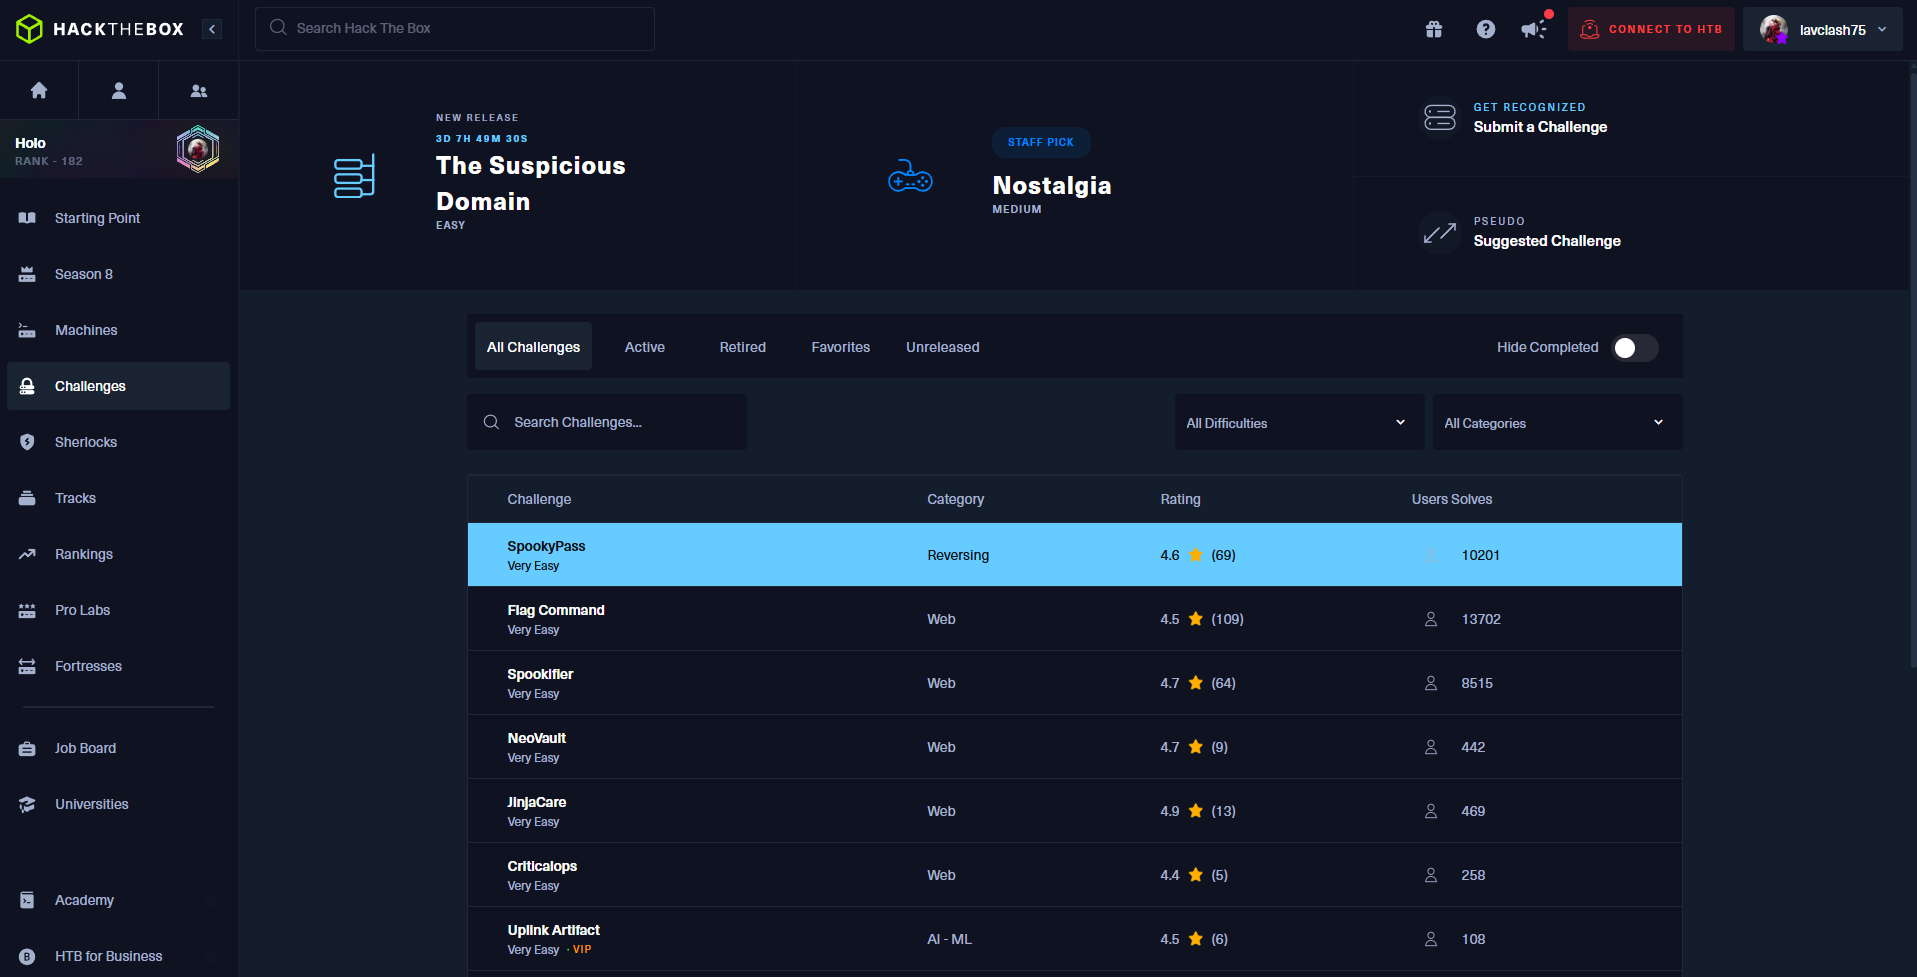 HACKTHEBOX
Search Hack The Box
CONNECT TO HTB
lavclash75
Holo
RANK - 182
Starting Point
Season 8
Machines
Challenges
Sherlocks
Tracks
Rankings
Pro Labs
Fortresses
Job Board
Universities
Academy
B
HTB for Business
NEW RELEASE
3D 7H 49M 30S
The Suspicious
Domain
EASY
STAFF PICK
Nostalgia
MEDIUM
GET RECOGNIZED
Submit a Challenge
PSEUDO
Suggested Challenge
All Challenges
Active
Retired
Favorites
Unreleased
Hide Completed
Search Challenges...
All Difficulties
All Categories
Challenge Category Rating Users Solves
SpookyPass
Very Easy
Reversing 4.6 (69) 10201
Flag Command
Very Easy
Web 4.5 (109) 13702
Spookifier
Very Easy
Web 4.7 (64) 8515
NeoVault
Very Easy
Web 4.7 (9) 442
JinjaCare
Very Easy
Web 4.9 (13) 469
Criticalops
Very Easy
Web 4.4 (5) 258
Uplink Artifact
Very Easy · VIP
AI - ML 4.5 (6) 108